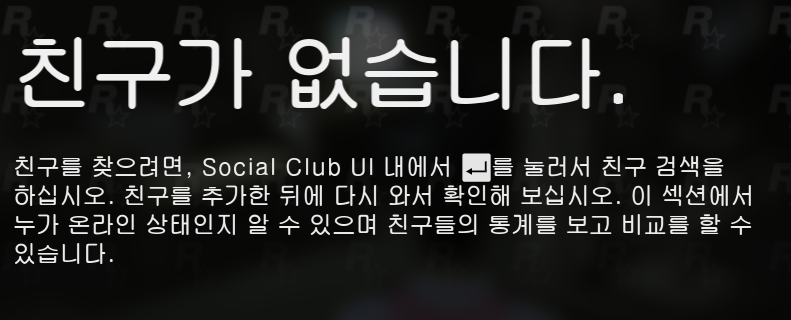 친구가 없습니다.
친구를 찾으려면, Social Club UI 내에서 를 눌러서 친구 검색을
하십시오. 친구를 추가한 뒤에 다시 와서 확인해 보십시오. 이 섹션에서
누가 온라인 상태인지 알 수 있으며 친구들의 통계를 보고 비교를 할 수
있습니다.